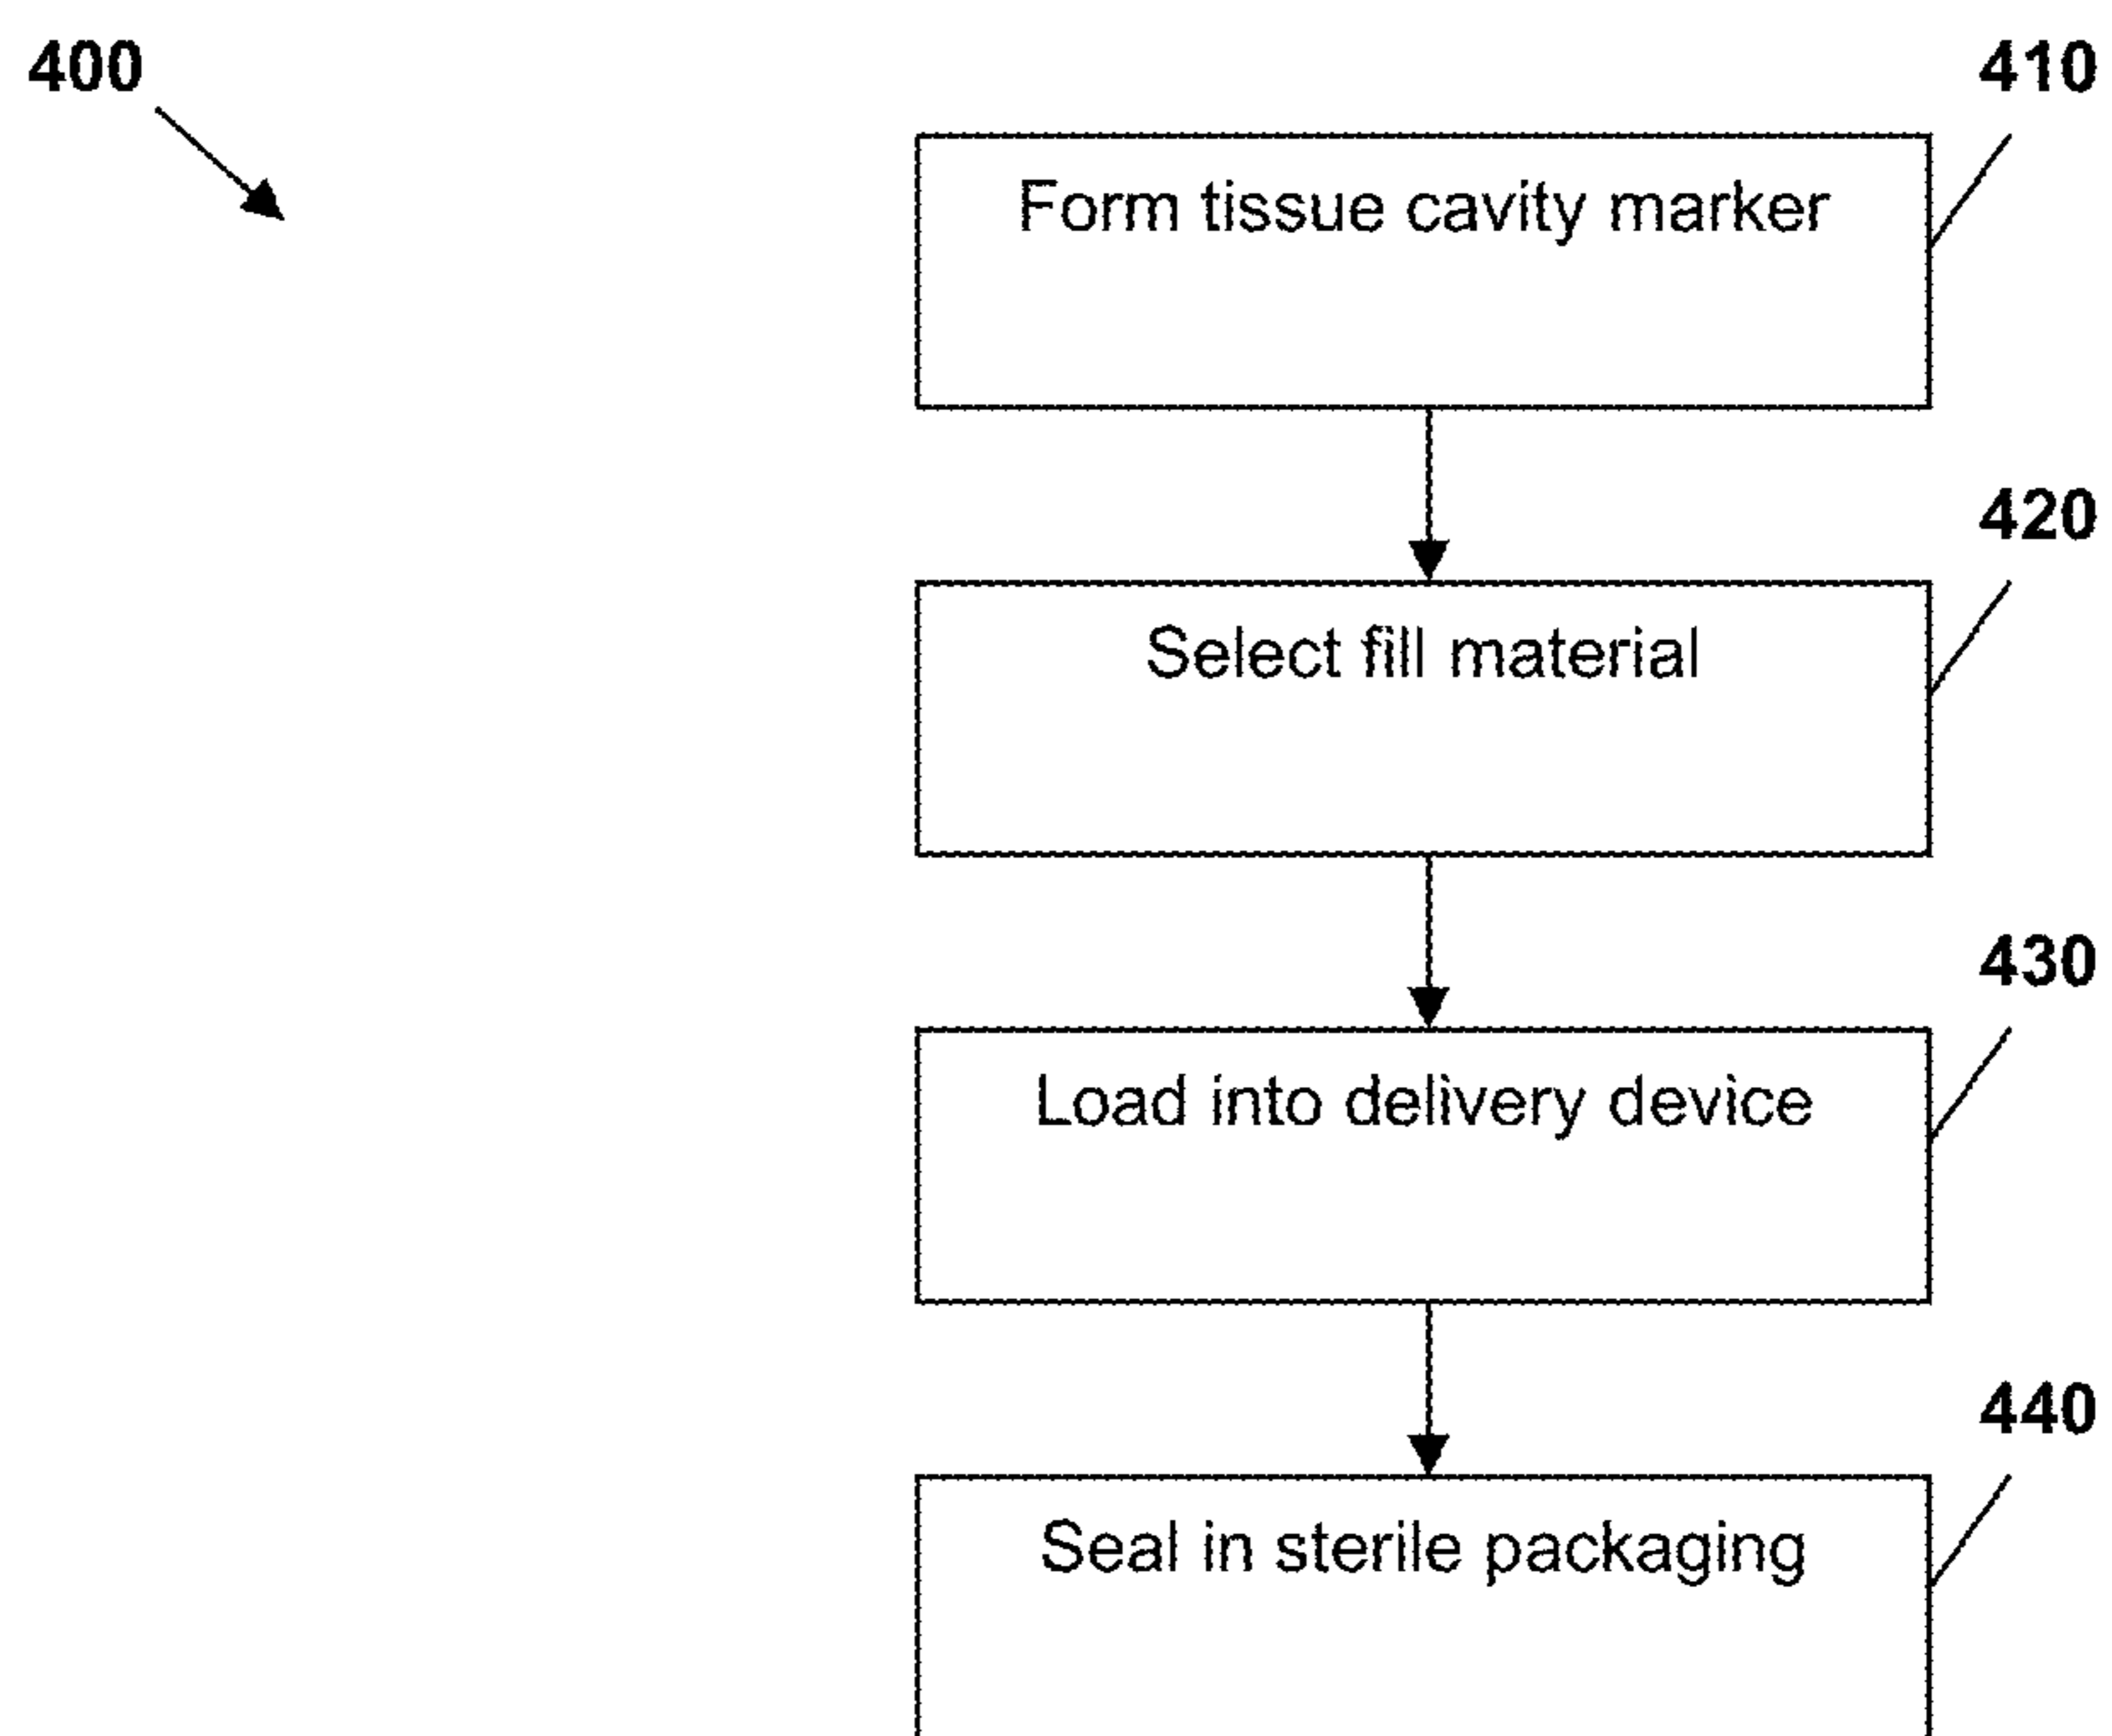 400
410
Form tissue cavity marker
420
Select fill material
430
Load into delivery device
440
Seal in sterile packaging